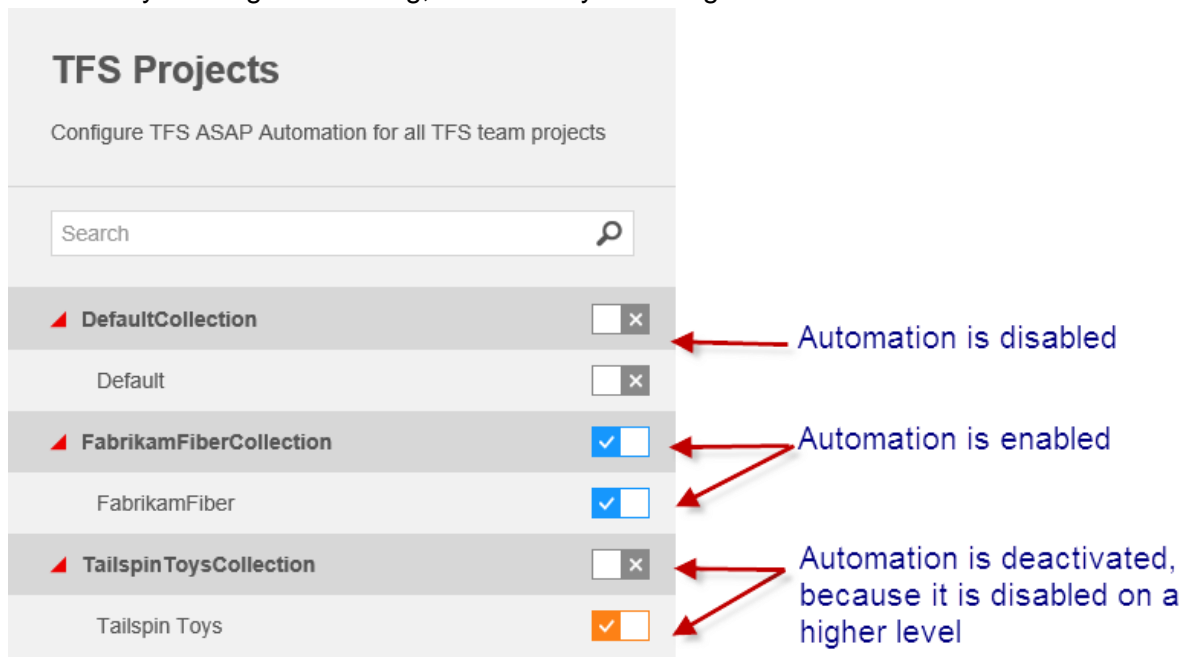 TFS Projects
Configure TFS ASAP Automation for all TFS team projects
Search
DefaultCollection
Automation is disabled
Default
FabrikamFiberCollection
Automation is enabled
FabrikamFiber
TailspinToysCollection
Automation is deactivated,
because it is disabled on a
higher level
Tailspin Toys